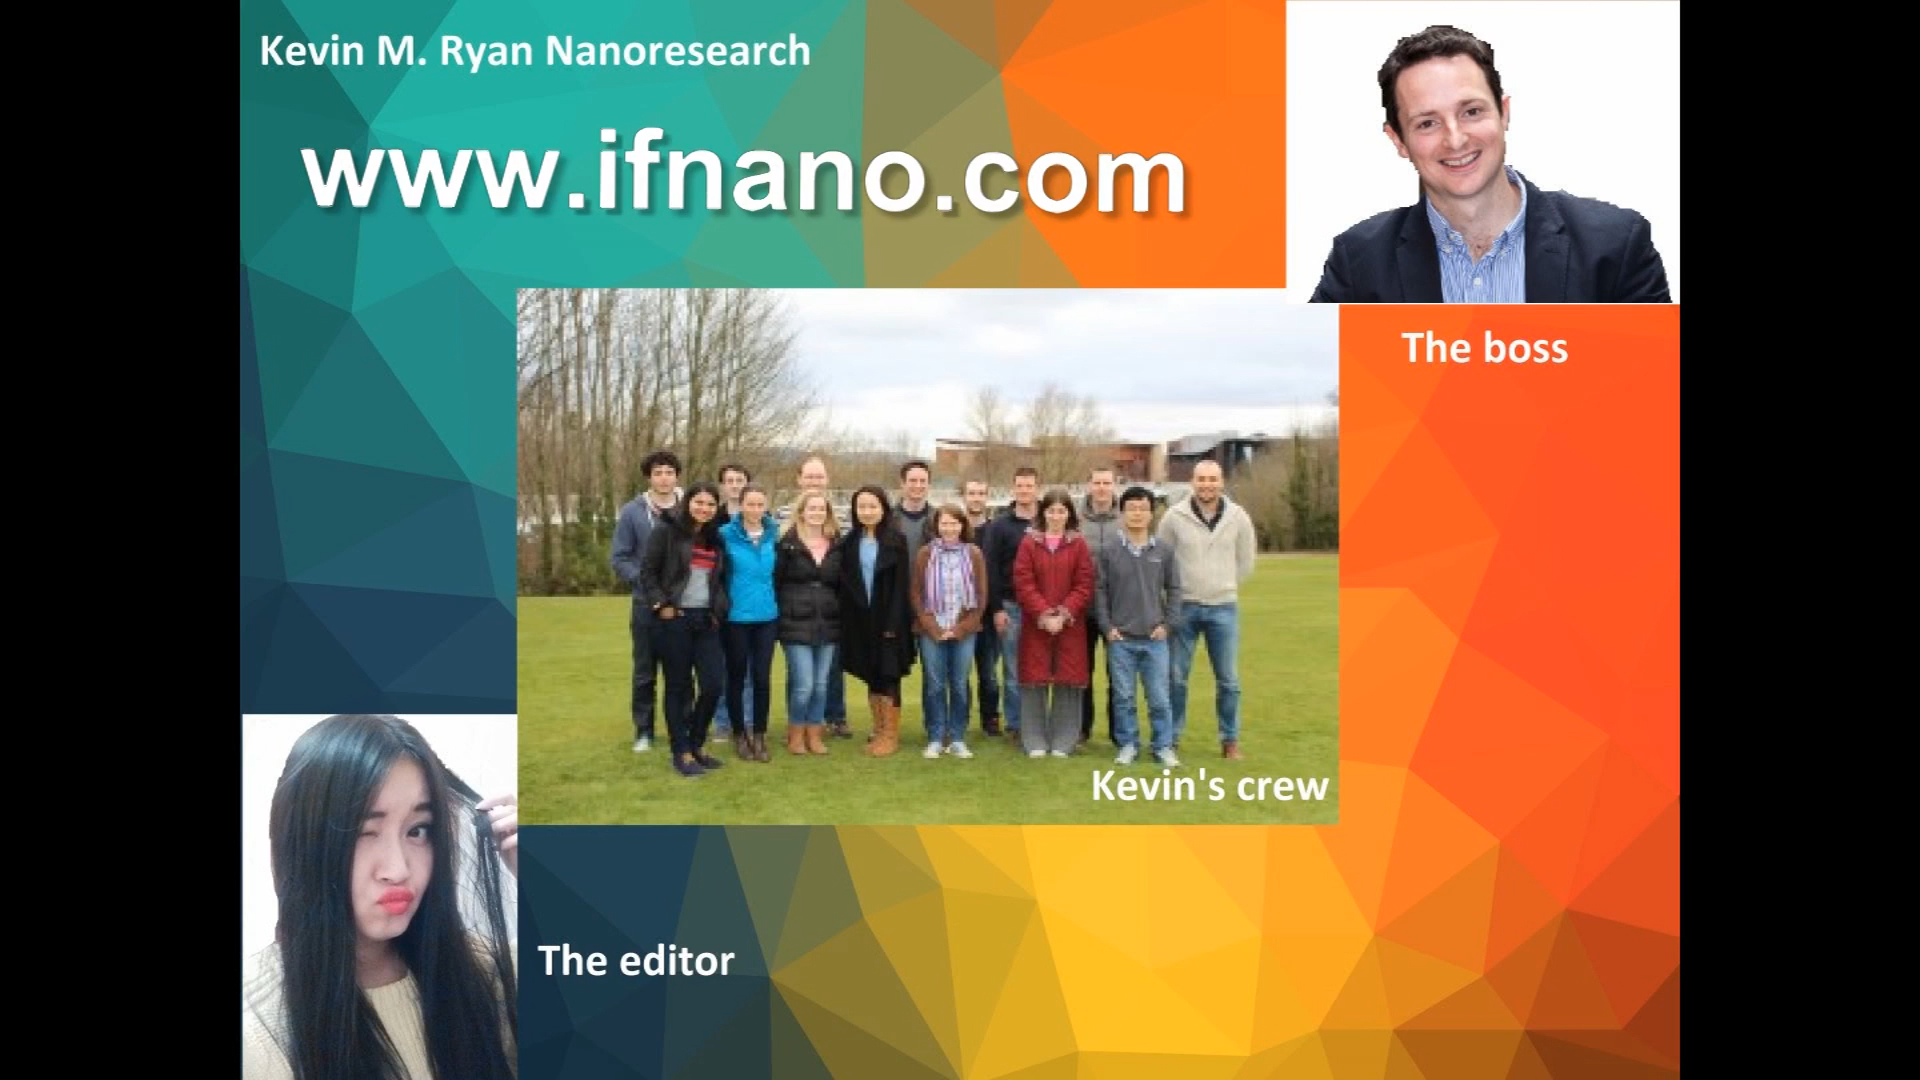 Kevin M. Ryan Nanoresearch
www.ifnano.com
The boss
Kevin's crew
The editor